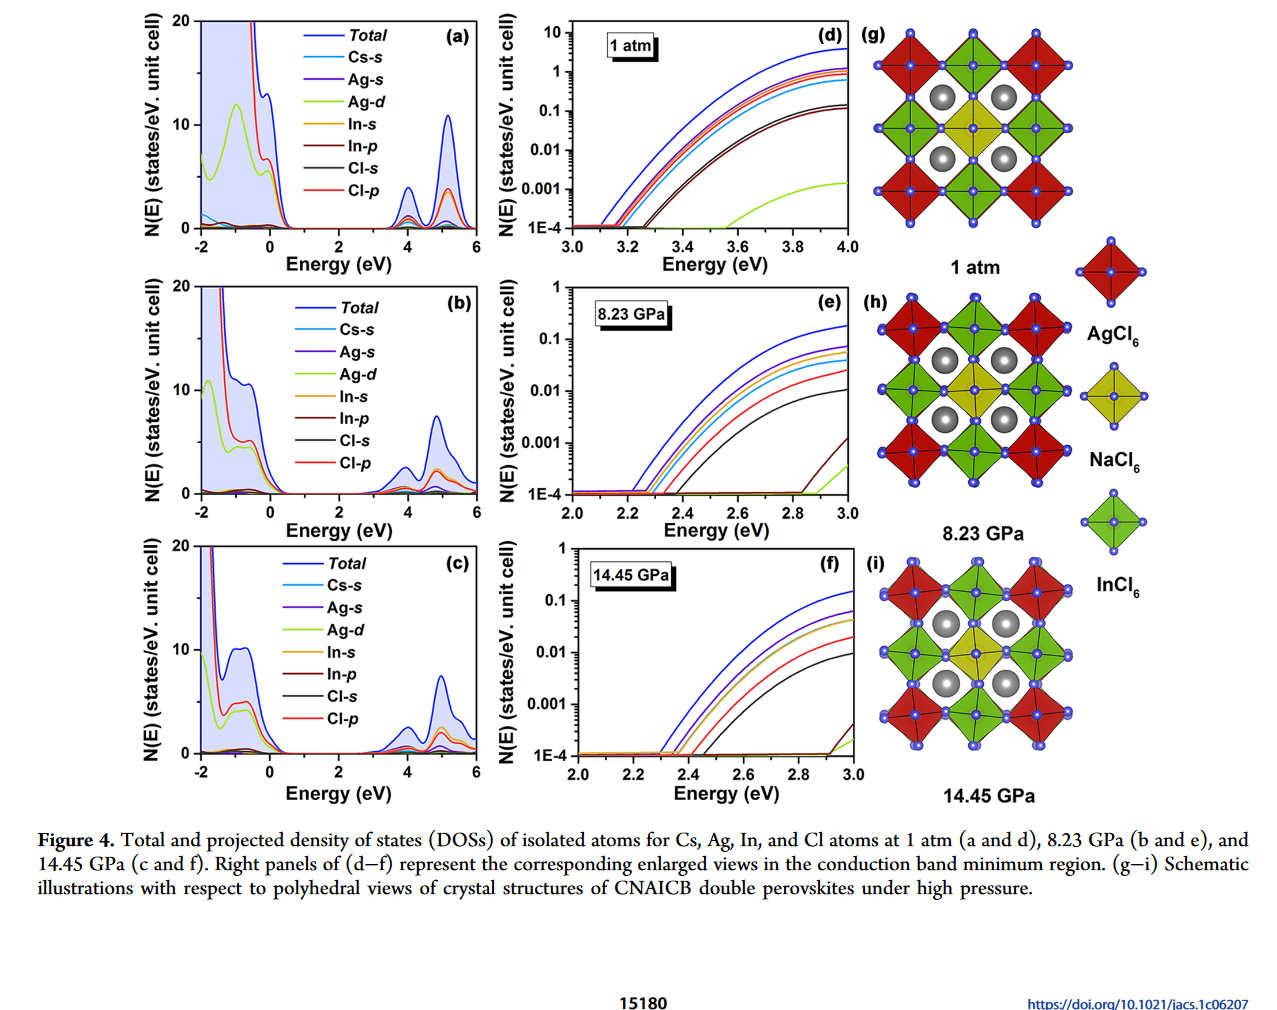 (a)
20
10
0
-2
0
2
4
6
N(E) (states/eV. unit cell)
Energy (eV)
Total
Cs-s
Ag-s
Ag-d
In-s
In-p
Cl-s
Cl-p
(d)
1 atm
10
1
0.1
0.01
0.001
1E-4
3.0
3.2
3.4
3.6
3.8
4.0
N(E) (states/eV. unit cell)
Energy (eV)
(g)
1 atm
(b)
20
10
0
-2
0
2
4
6
N(E) (states/eV. unit cell)
Energy (eV)
Total
Cs-s
Ag-s
Ag-d
In-s
In-p
Cl-s
Cl-p
(e)
8.23 GPa
1
0.1
0.01
0.001
1E-4
2.0
2.2
2.4
2.6
2.8
3.0
N(E) (states/eV. unit cell)
Energy (eV)
(h)
8.23 GPa
AgCl6
NaCl6
InCl6
(c)
20
10
0
-2
0
2
4
6
N(E) (states/eV. unit cell)
Energy (eV)
Total
Cs-s
Ag-s
Ag-d
In-s
In-p
Cl-s
Cl-p
(f)
14.45 GPa
1
0.1
0.01
0.001
1E-4
2.0
2.2
2.4
2.6
2.8
3.0
N(E) (states/eV. unit cell)
Energy (eV)
(i)
14.45 GPa
Figure 4. Total and projected density of states (DOSs) of isolated atoms for Cs, Ag, In, and Cl atoms at 1 atm (a and d), 8.23 GPa (b and e), and
14.45 GPa (c and f). Right panels of (d−f) represent the corresponding enlarged views in the conduction band minimum region. (g−i) Schematic
illustrations with respect to polyhedral views of crystal structures of CNAICB double perovskites under high pressure.
15180
https://doi.org/10.1021/jacs.1c06207